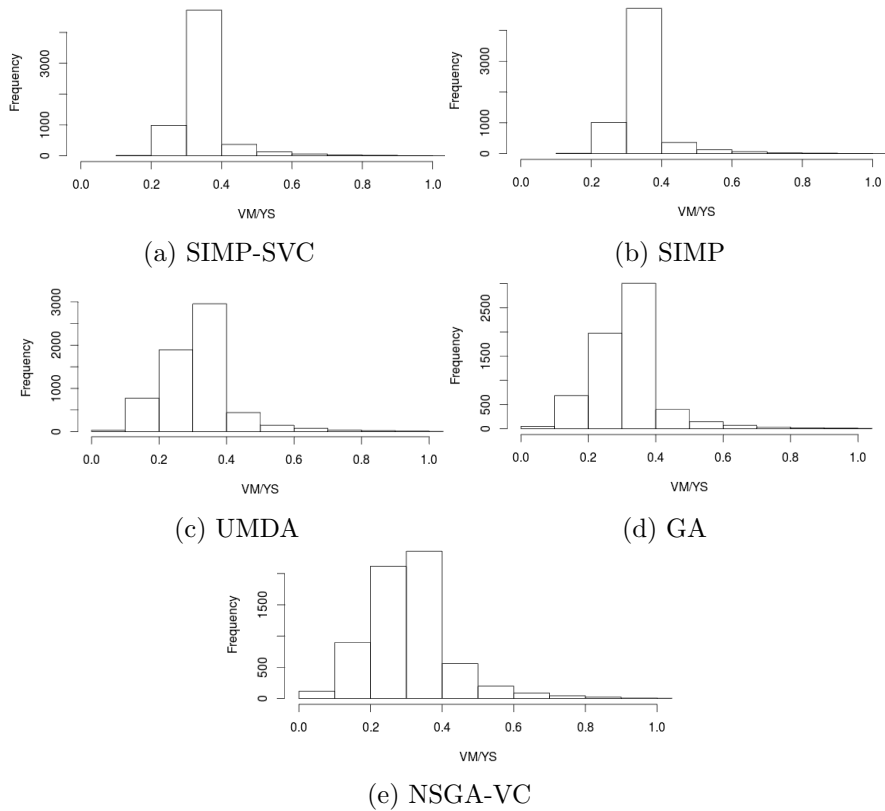 Frequency
0 1000 3000
0.0 0.2 0.4 0.6 0.8 1.0
VM/YS
(a) SIMP-SVC
Frequency
0 1000 3000
0.0 0.2 0.4 0.6 0.8 1.0
VM/YS
(b) SIMP
Frequency
0 1000 2000 3000
0.0 0.2 0.4 0.6 0.8 1.0
VM/YS
(c) UMDA
Frequency
0 500 1500 2500
0.0 0.2 0.4 0.6 0.8 1.0
VM/YS
(d) GA
Frequency
0 500 1500
0.0 0.2 0.4 0.6 0.8 1.0
VM/YS
(e) NSGA-VC